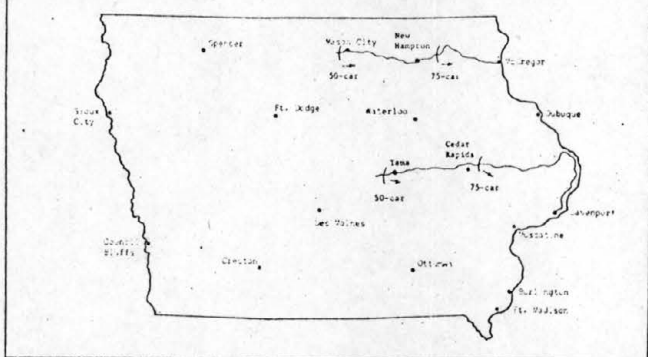 Spencer
Mason City
New
Hampton
McGregor
50-car
75-car
Sioux
City
Ft. Dodge
Waterloo
Dubuque
Cedar
Rapids
Tama
50-car
75-car
Des Moines
Davenport
Muscatine
Council
Bluffs
Creston
Ottumwa
Burlington
Ft. Madison